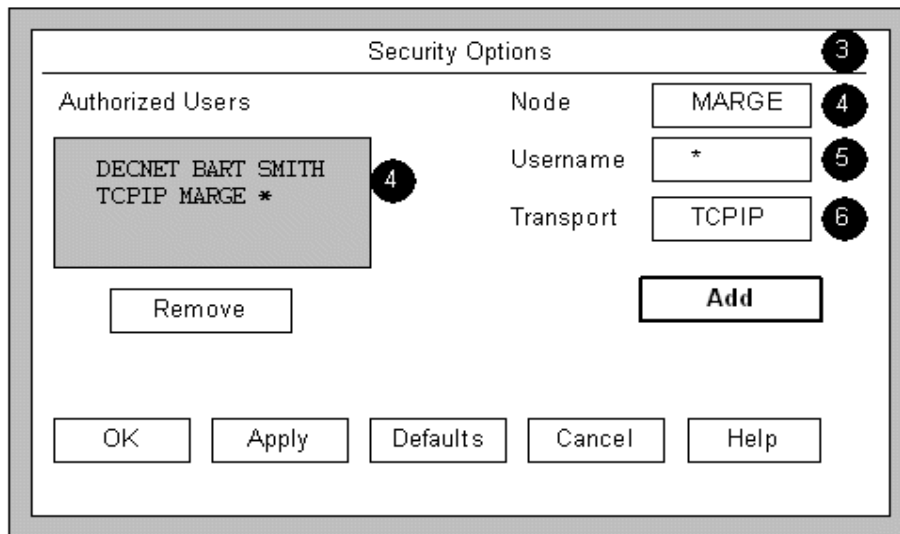 Security Options 3
Authorized Users
DECNET BART SMITH
TCPIP MARGE *
4
Node MARGE 4
Username * 5
Transport TCPIP 6
Remove
Add
OK Apply Defaults Cancel Help